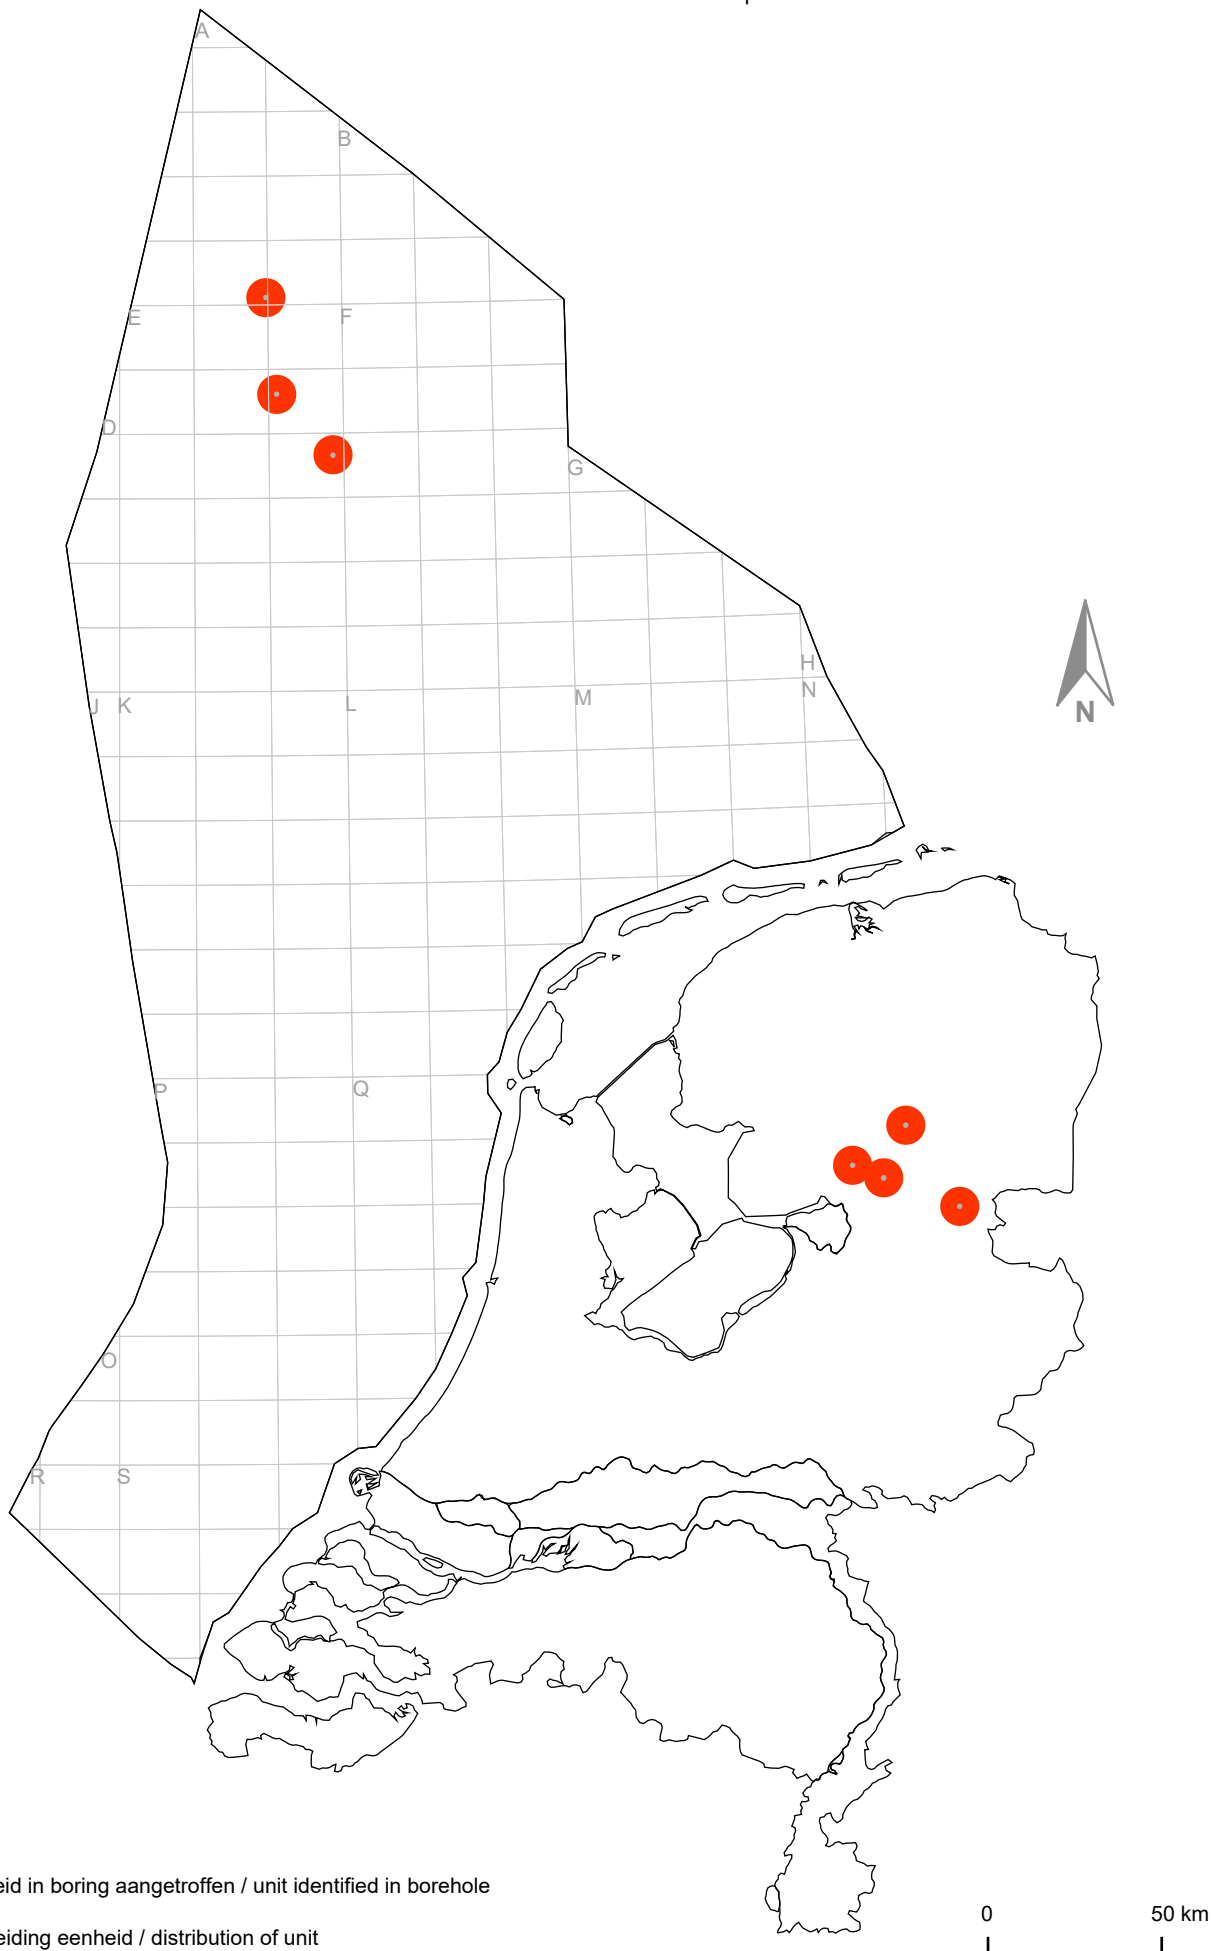 A
B
E
F
D
G
H
N
J K
L
M
N
P
Q
O
R
S
eid in boring aangetroffen / unit identified in borehole
eiding eenheid / distribution of unit
0
50 km